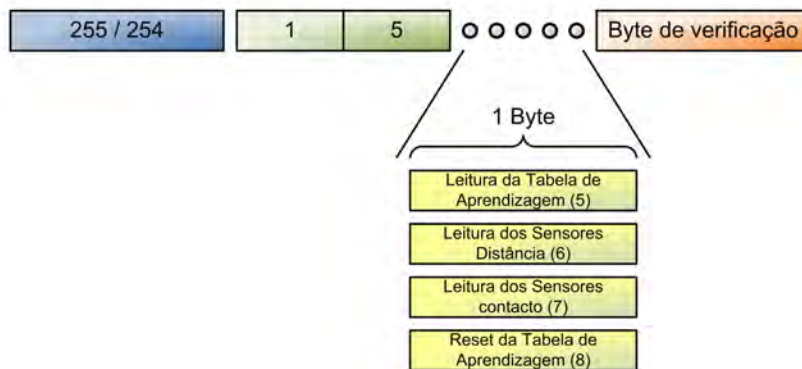 255 / 254
1
5
Byte de verificação
1 Byte
Leitura da Tabela de
Aprendizagem (5)
Leitura dos Sensores
Distância (6)
Leitura dos Sensores
contacto (7)
Reset da Tabela de
Aprendizagem (8)